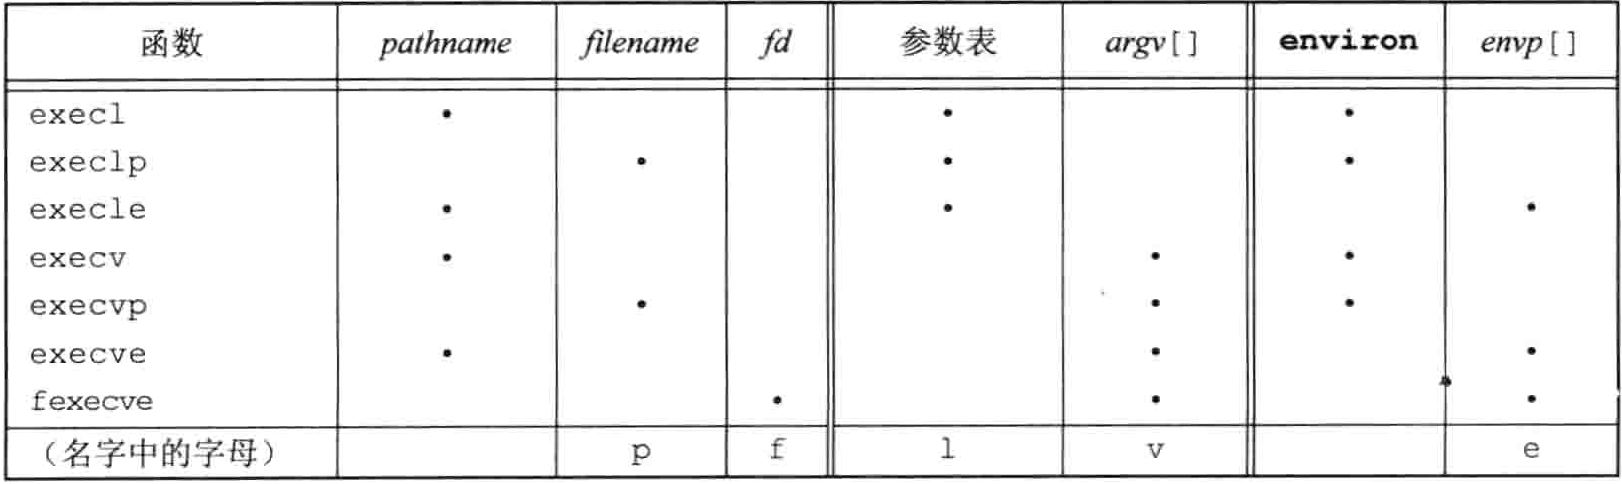 函数 pathname filename fd 参数表 argv[] environ envp[]
execl • • •
execlp • • •
execle • • •
execv • • •
execvp • • •
execve • • •
fexecve • • •
(名字中的字母) p f l v e